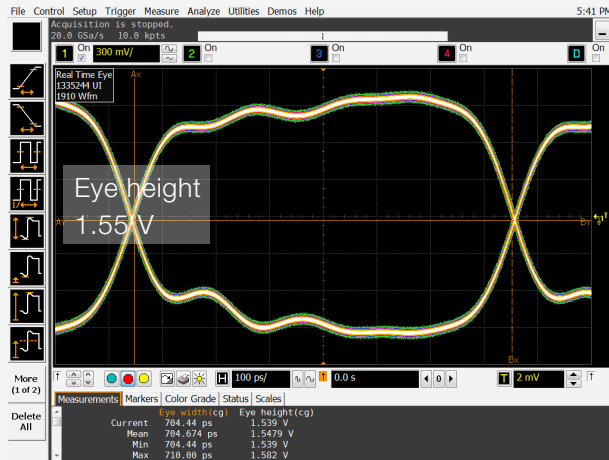 File Control Setup Trigger Measure Analyze Utilities Demos Help 5:41 PM
Acquisition is stopped.
20.0 GSa/s 10.0 kpts
1 On 300 mV/ 2 On 3 On 4 On D On
Real Time Eye
1335244 UI
1910 Wfm
Ax
Eye height
1.55 V
Ay
By
T
Bx
More
(1 of 2)
Delete
All
H 100 ps/ 0.0 s 0 T 2 mV
Measurements Markers Color Grade Status Scales
Eye width(cg) Eye height(cg)
Current 704.44 ps 1.539 V
Mean 704.674 ps 1.5479 V
Min 704.44 ps 1.539 V
Max 710.00 ps 1.582 V